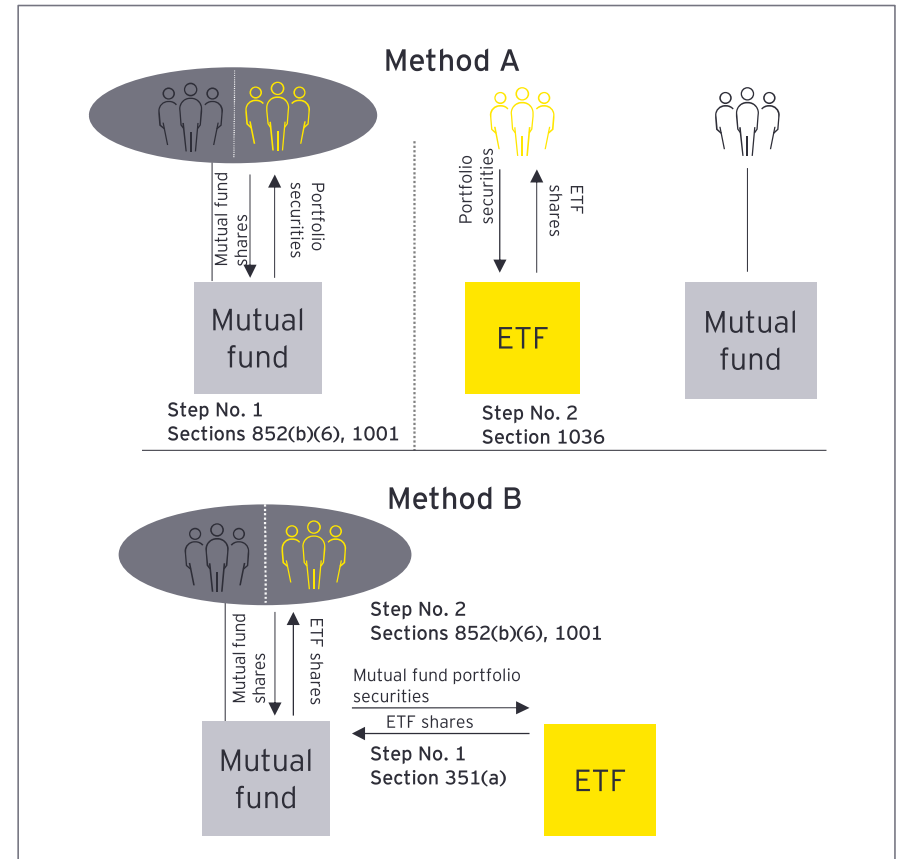 Method A
Mutual fund
shares
Portfolio
securities
Portfolio
securities
ETF
shares
Mutual
fund
ETF
Mutual
fund
Step No. 1
Sections 852(b)(6), 1001
Step No. 2
Section 1036
Method B
Mutual fund
shares
ETF shares
Step No. 2
Sections 852(b)(6), 1001
Mutual fund portfolio
securities
ETF shares
Step No. 1
Section 351(a)
Mutual
fund
ETF